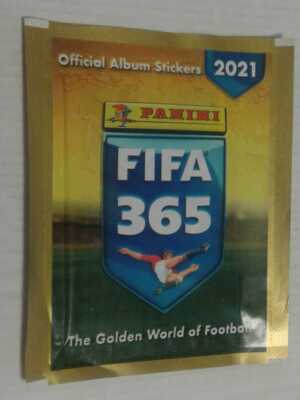 Official Album Stickers 2021
PANINI
FIFA
365
The Golden World of Football